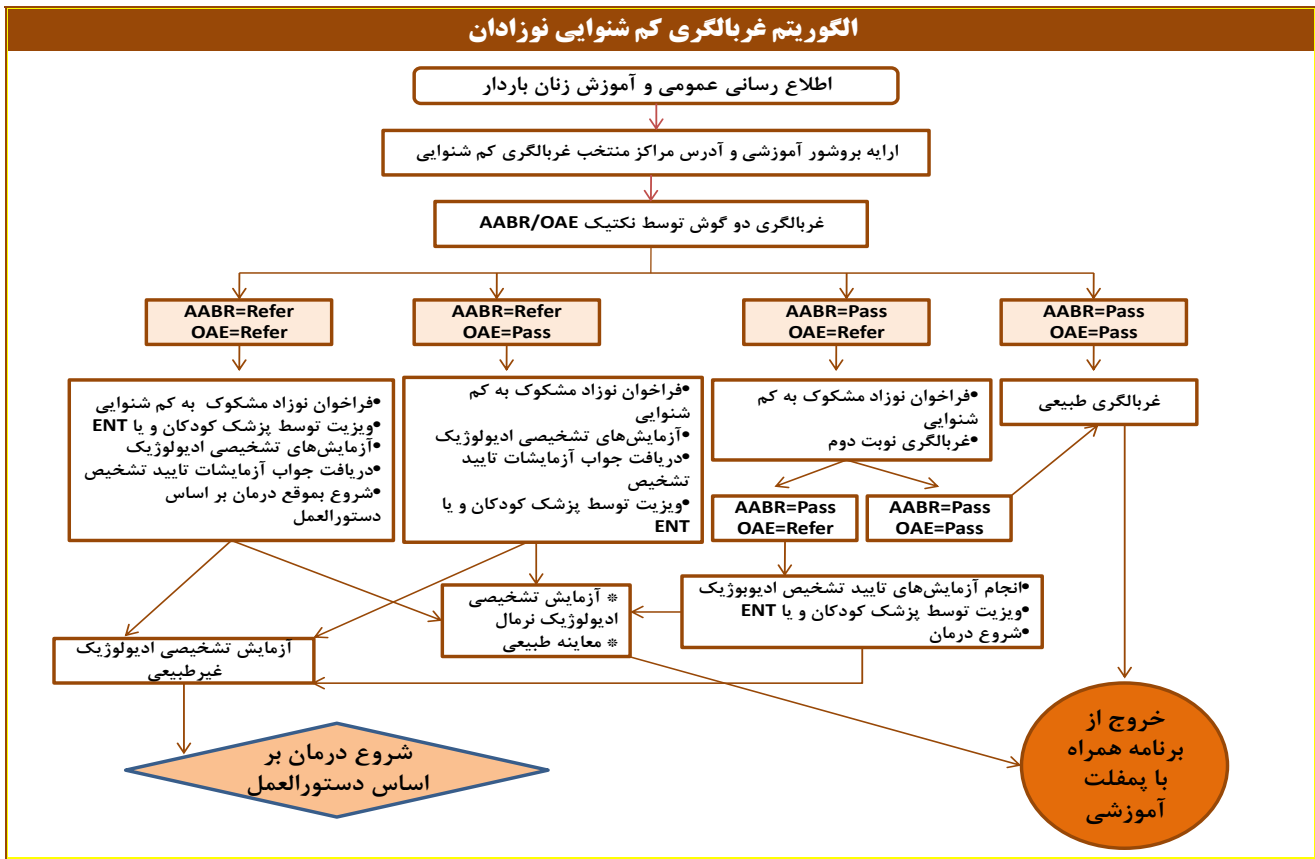 الگوریتم غربالگری کم شنوایی نوزادان
اطلاع رسانی عمومی و آموزش زنان باردار
ارایه بروشور آموزشی و آدرس مراکز منتخب غربالگری کم شنوایی
غربالگری دو گوش توسط نکتیک AABR/OAE
AABR=Pass
OAE=Pass
AABR=Pass
OAE=Refer
AABR=Refer
OAE=Pass
AABR=Refer
OAE=Refer
غربالگری طبیعی
•فراخوان نوزاد مشکوک به کم
شنوایی
•غربالگری نوبت دوم
•فراخوان نوزاد مشکوک به کم
شنوایی
•آزمایش‌های تشخیصی ادیولوژیک
•دریافت جواب آزمایشات تایید
تشخیص
•ویزیت توسط پزشک کودکان و یا
ENT
•فراخوان نوزاد مشکوک به کم شنوایی
•ویزیت توسط پزشک کودکان و یا ENT
•آزمایش‌های تشخیصی ادیولوژیک
•دریافت جواب آزمایشات تایید تشخیص
•شروع بموقع درمان بر اساس
دستورالعمل
AABR=Pass
OAE=Pass
AABR=Pass
OAE=Refer
•انجام آزمایش‌های تایید تشخیص ادیوبوژیک
•ویزیت توسط پزشک کودکان و یا ENT
•شروع درمان
* آزمایش تشخیصی
ادیولوژیک نرمال
* معاینه طبیعی
آزمایش تشخیصی ادیولوژیک
غیرطبیعی
خروج از
برنامه همراه
با پمفلت
آموزشی
شروع درمان بر
اساس دستورالعمل